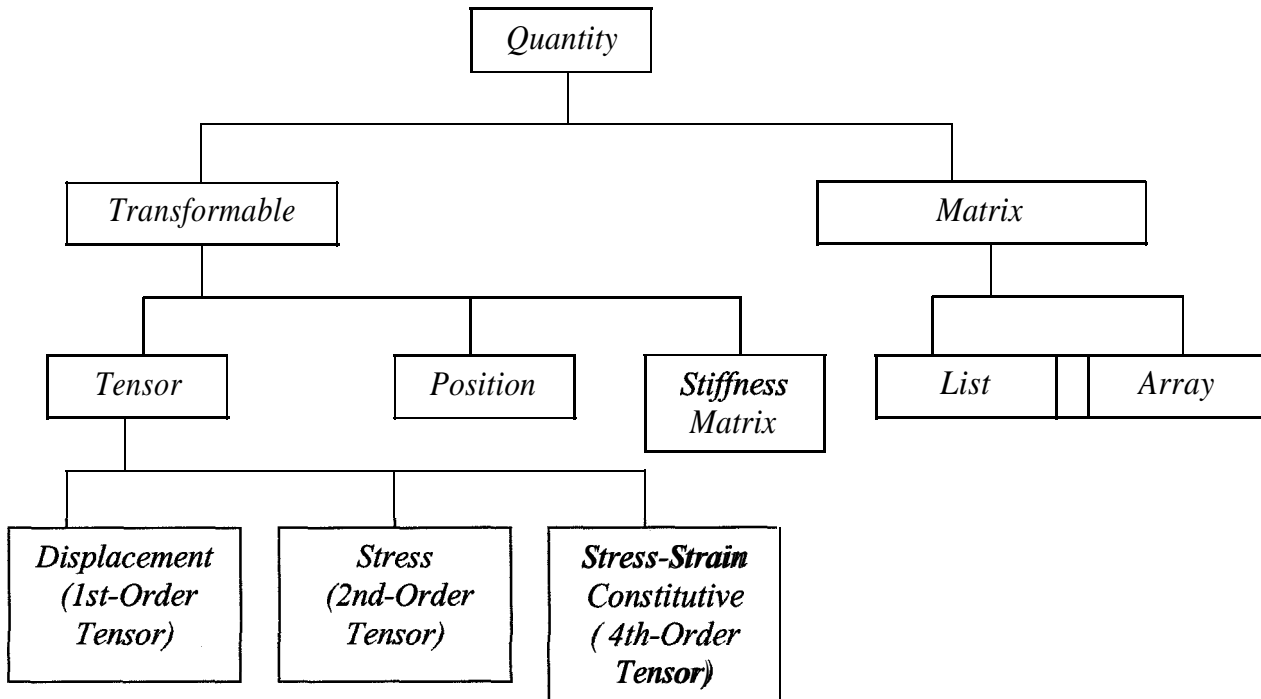 Quantity
Transformable
Matrix
Tensor
Position
Stiffness
Matrix
List
Array
Displacement
(1st-Order
Tensor)
Stress
(2nd-Order
Tensor)
Stress-Strain
Constitutive
( 4th-Order
Tensor)